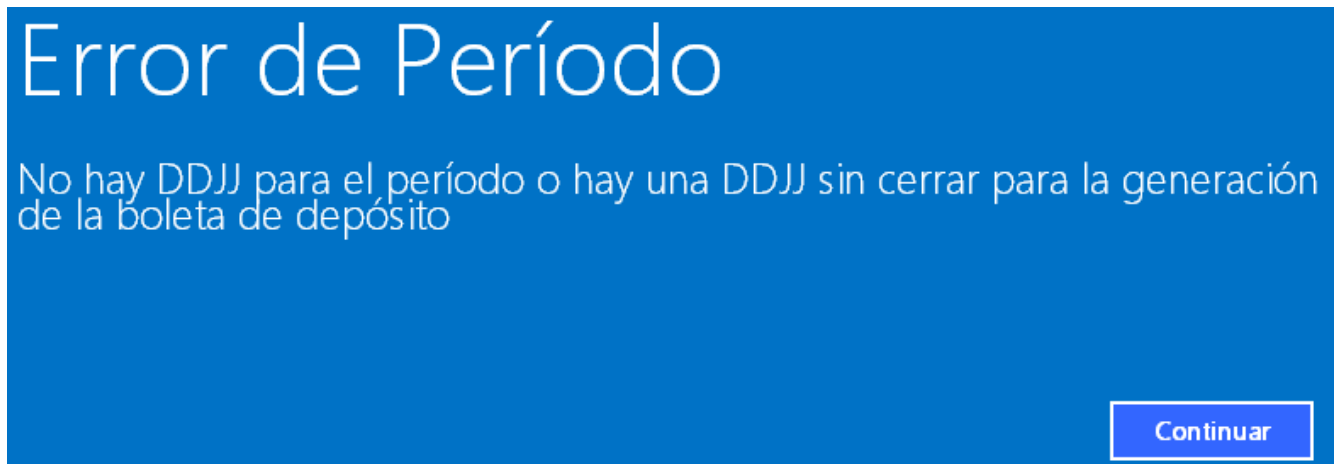 Error de Período
No hay DDJJ para el período o hay una DDJJ sin cerrar para la generación
de la boleta de depósito
Continuar